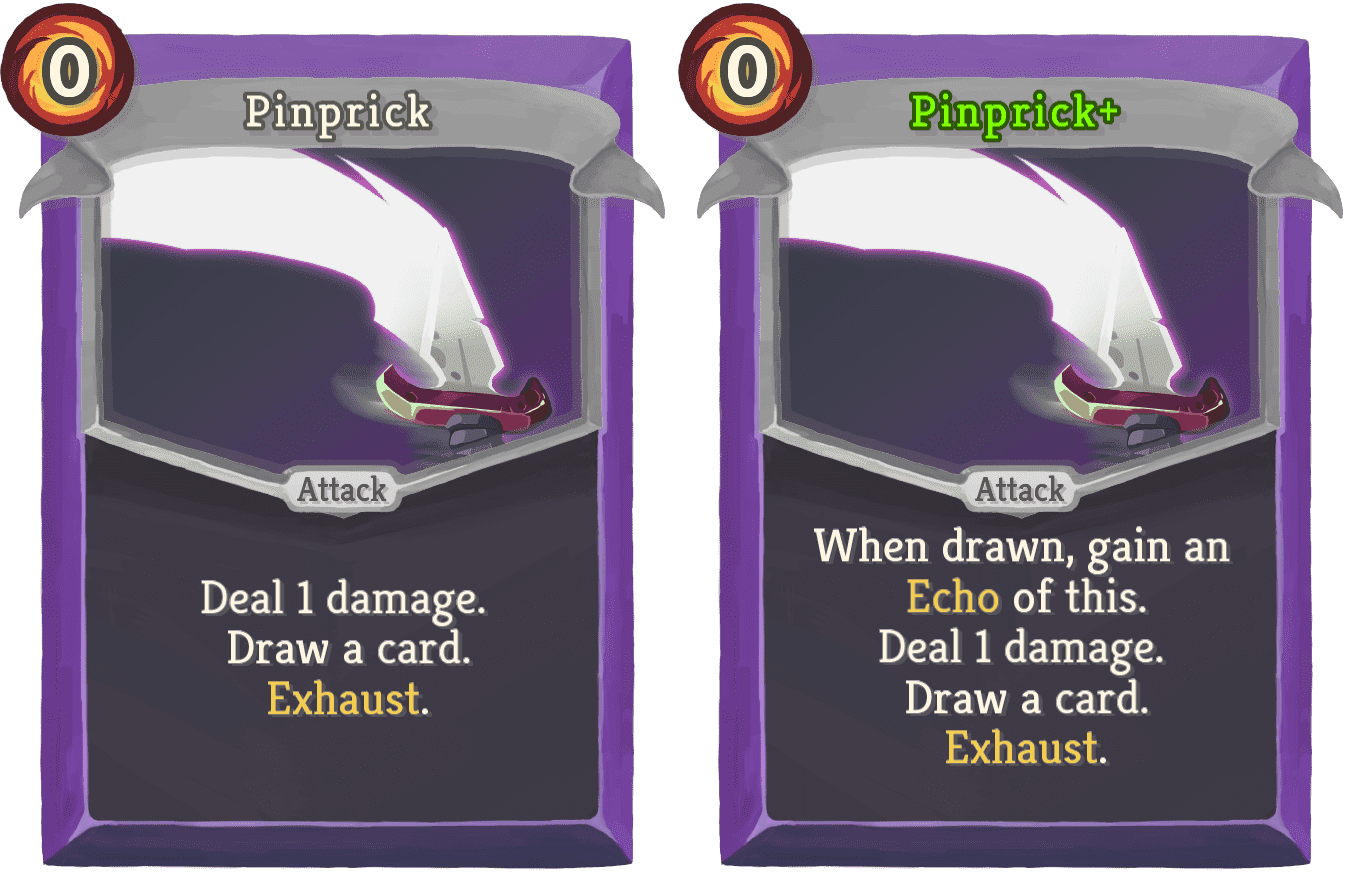 0
Pinprick
Attack
Deal 1 damage.
Draw a card.
Exhaust.
0
Pinprick+
Attack
When drawn, gain an
Echo of this.
Deal 1 damage.
Draw a card.
Exhaust.